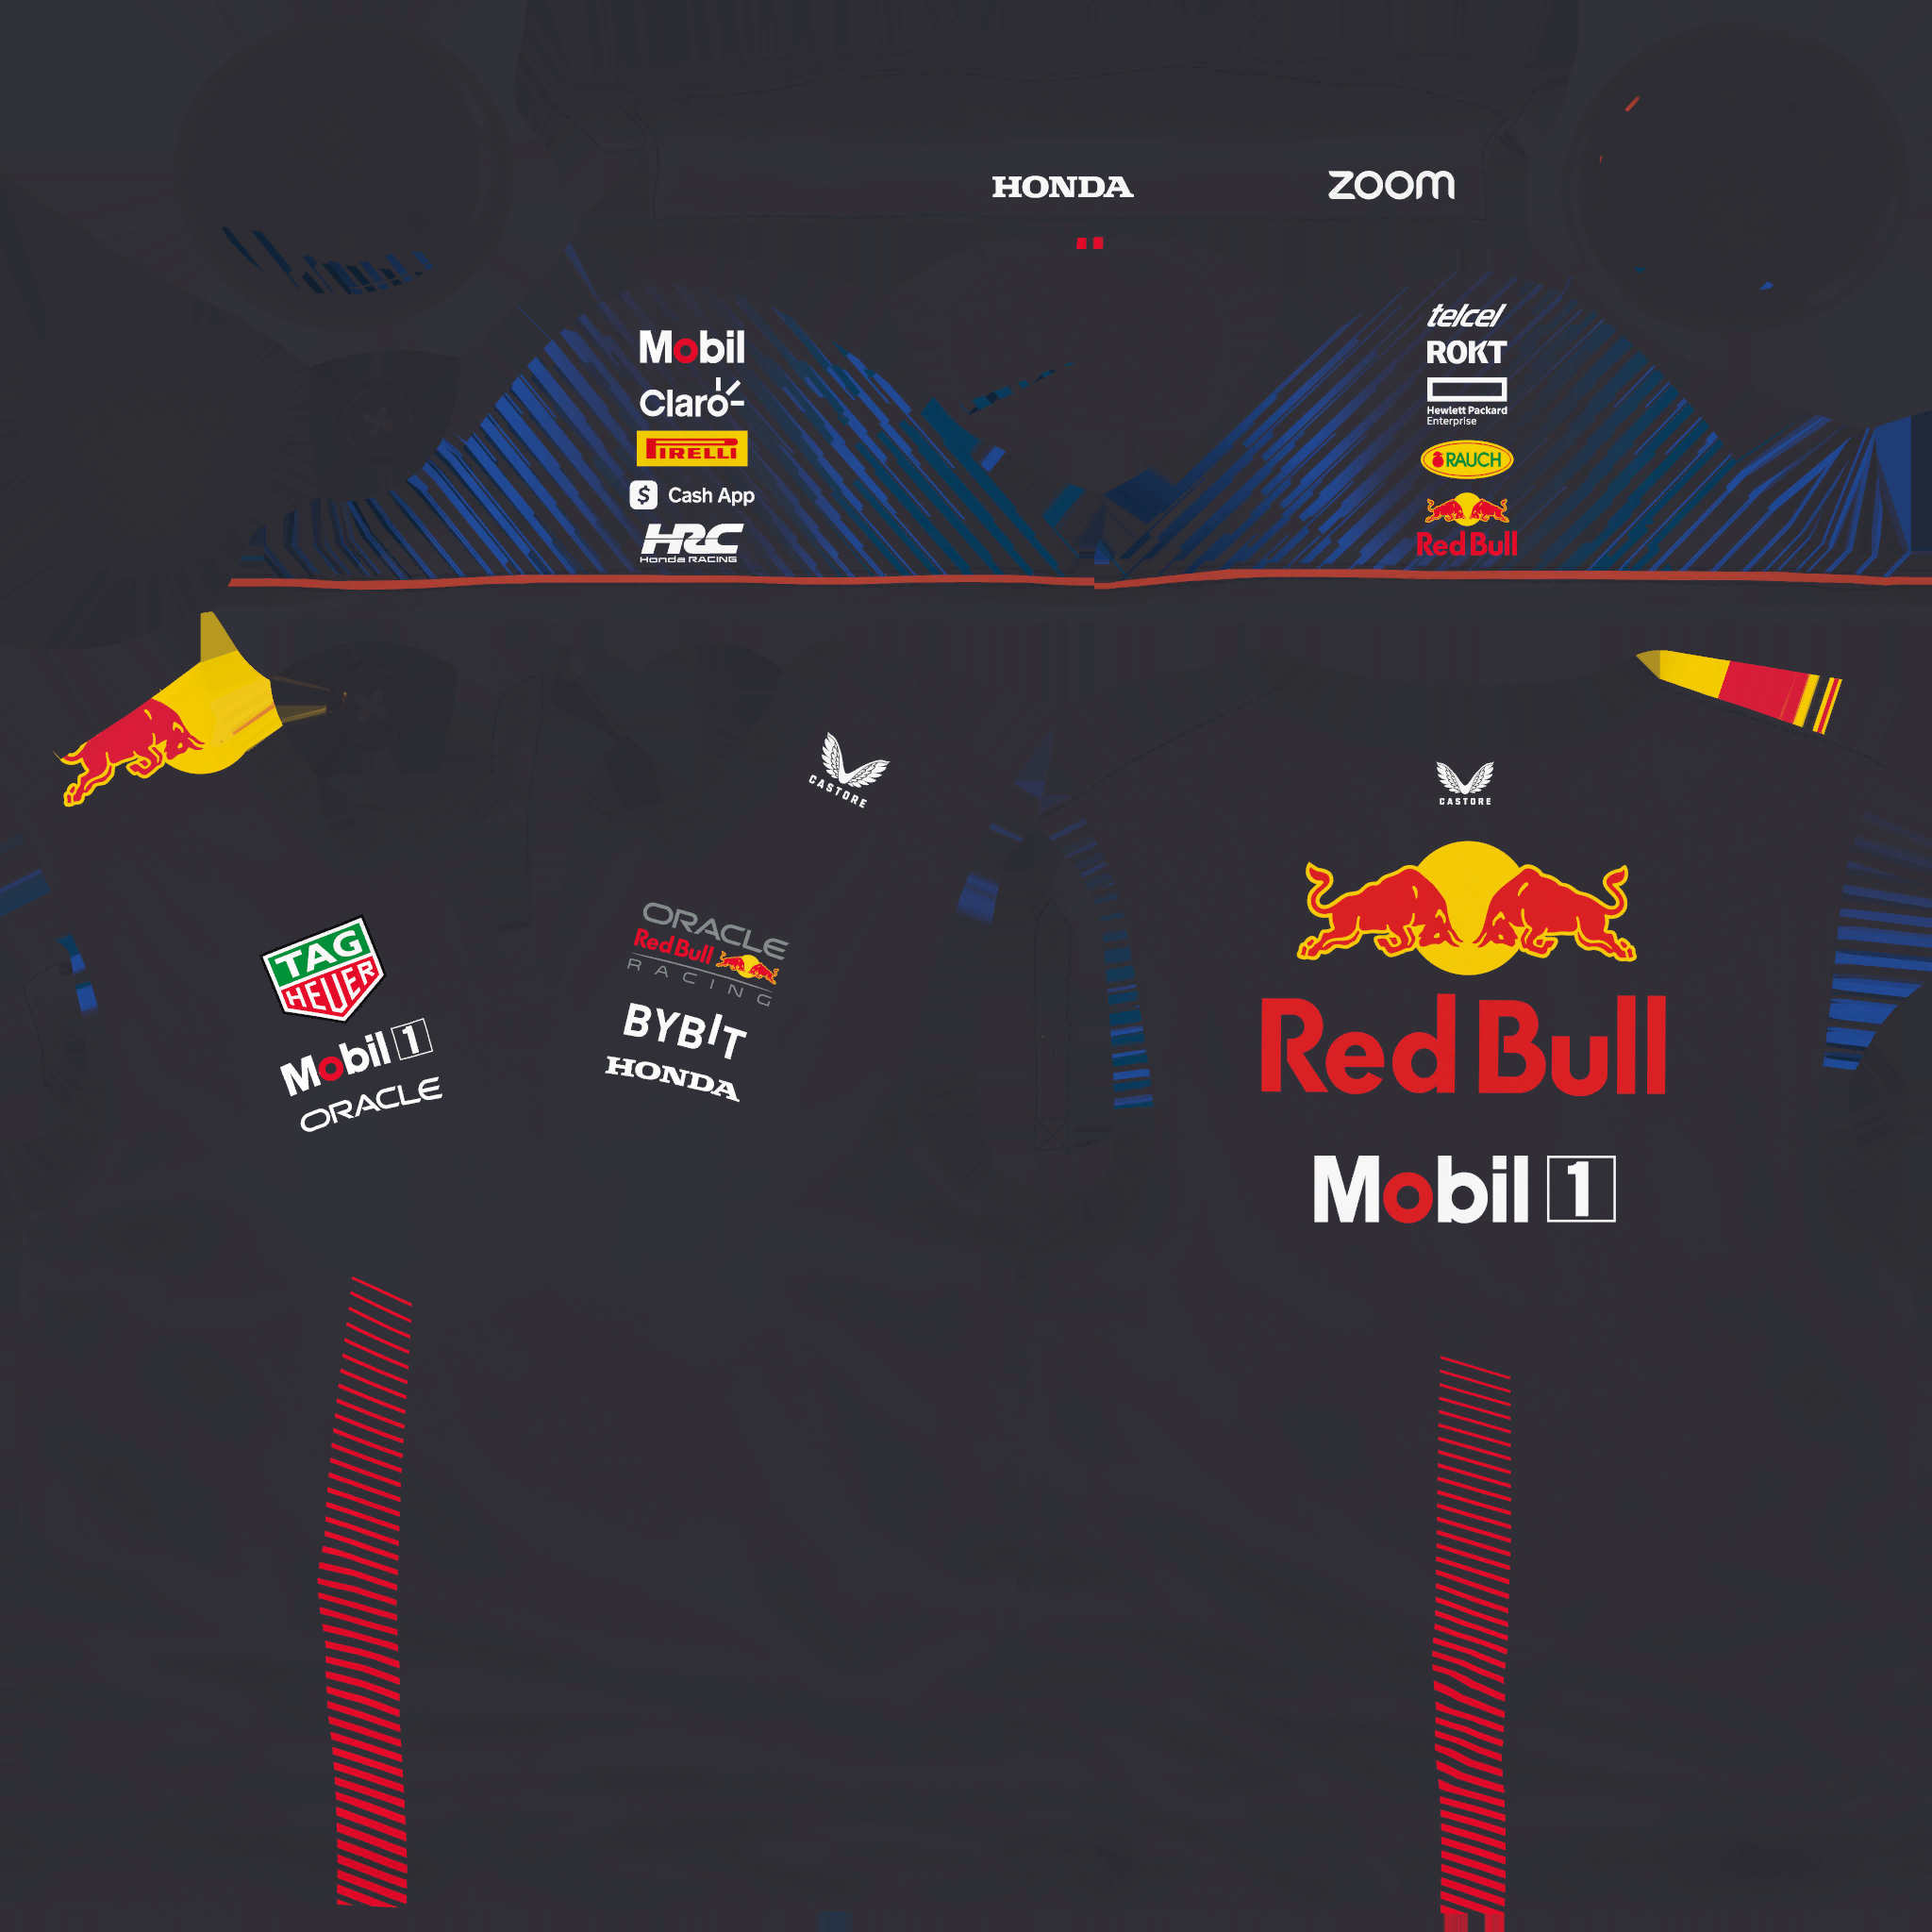 HONDA
zoom
Mobil
Claro
PIRELLI
$ Cash App
HRC
Honda RACING
telcel
ROKT
Hewlett Packard
Enterprise
RAUCH
Red Bull
CASTORE
TAG
HEUER
Mobil 1
ORACLE
ORACLE
Red Bull
RACING
BYBIT
HONDA
CASTORE
Red Bull
Mobil 1